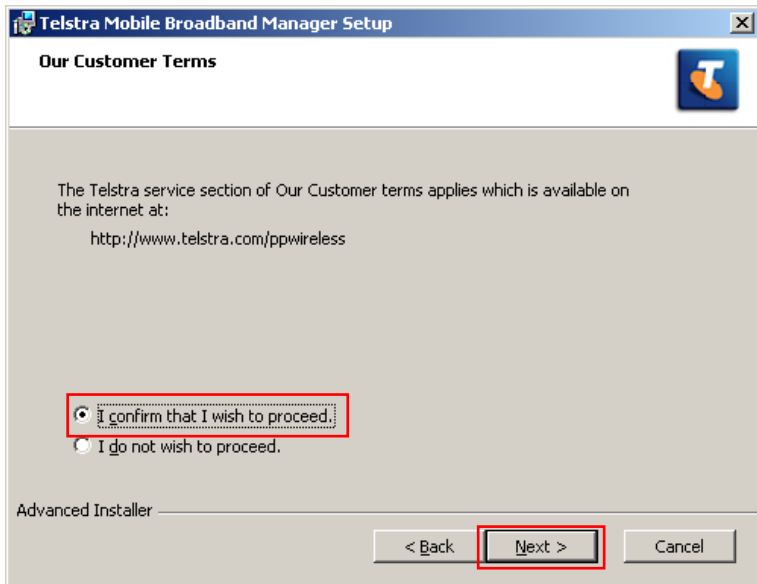 Telstra Mobile Broadband Manager Setup
Our Customer Terms
T
The Telstra service section of Our Customer terms applies which is available on
the internet at:
http://www.telstra.com/ppwireless
I confirm that I wish to proceed.
I do not wish to proceed.
Advanced Installer
< Back Next > Cancel